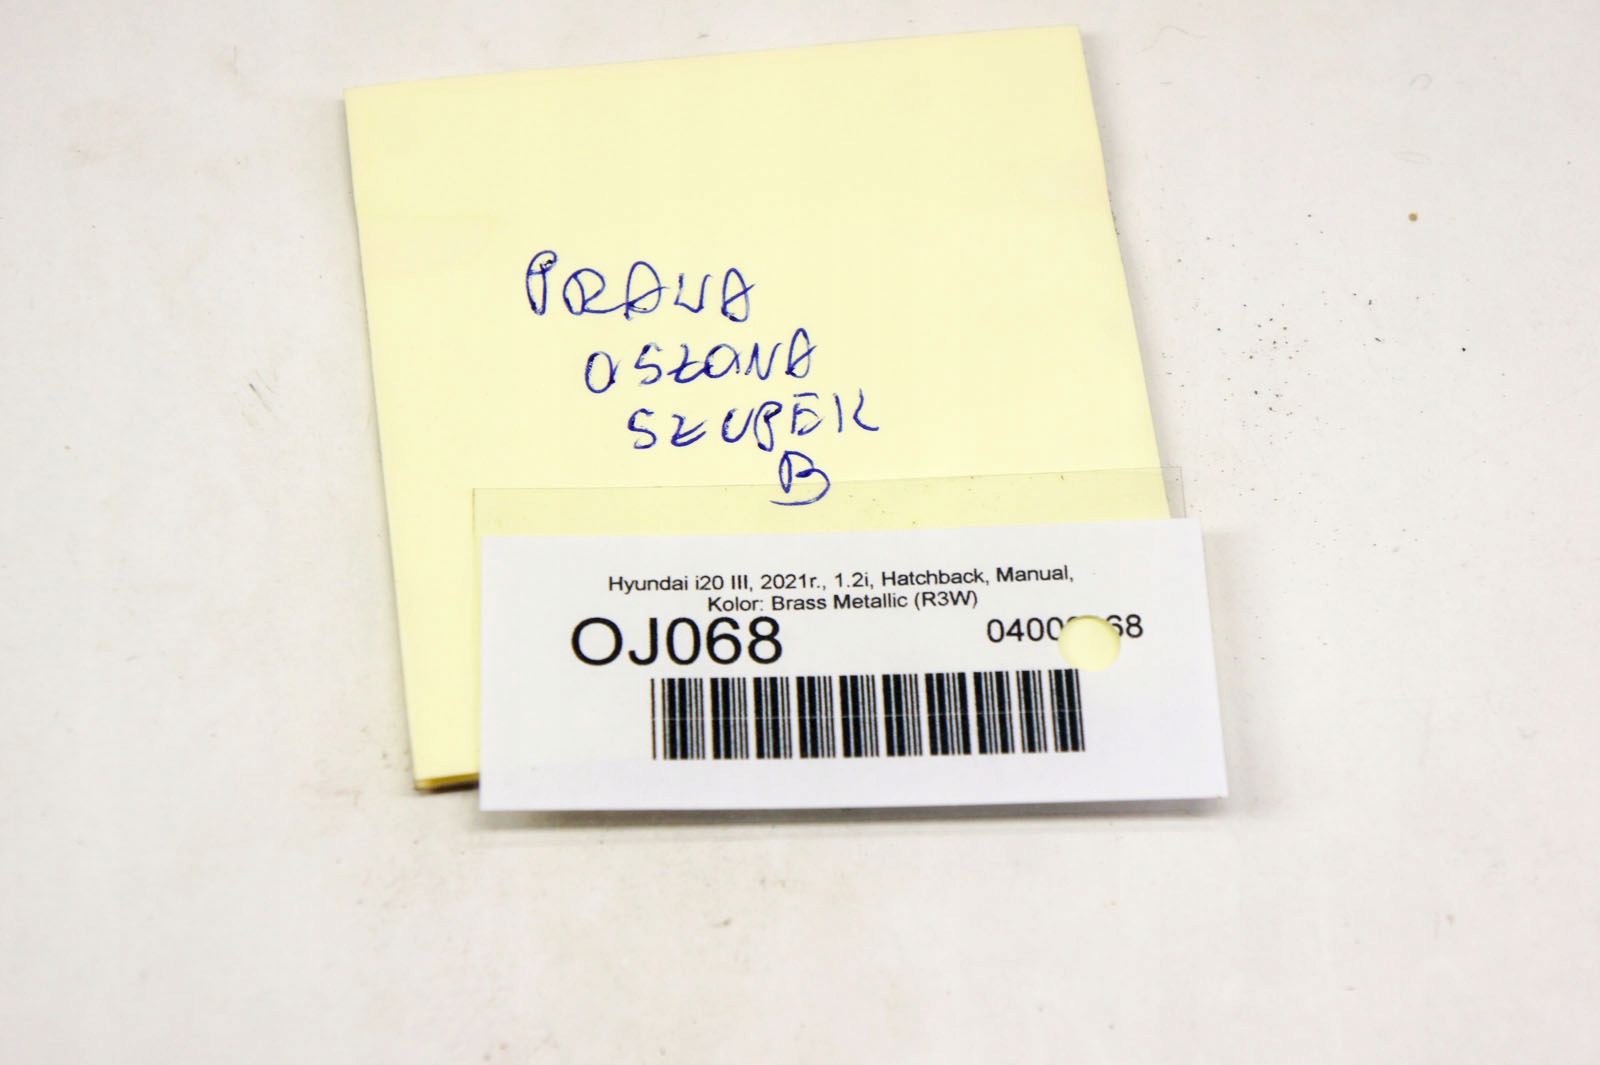 PRAWA
OSŁONA
SŁUPEK
B
Hyundai i20 III, 2021r., 1.2i, Hatchback, Manual,
Kolor: Brass Metallic (R3W)
OJ068